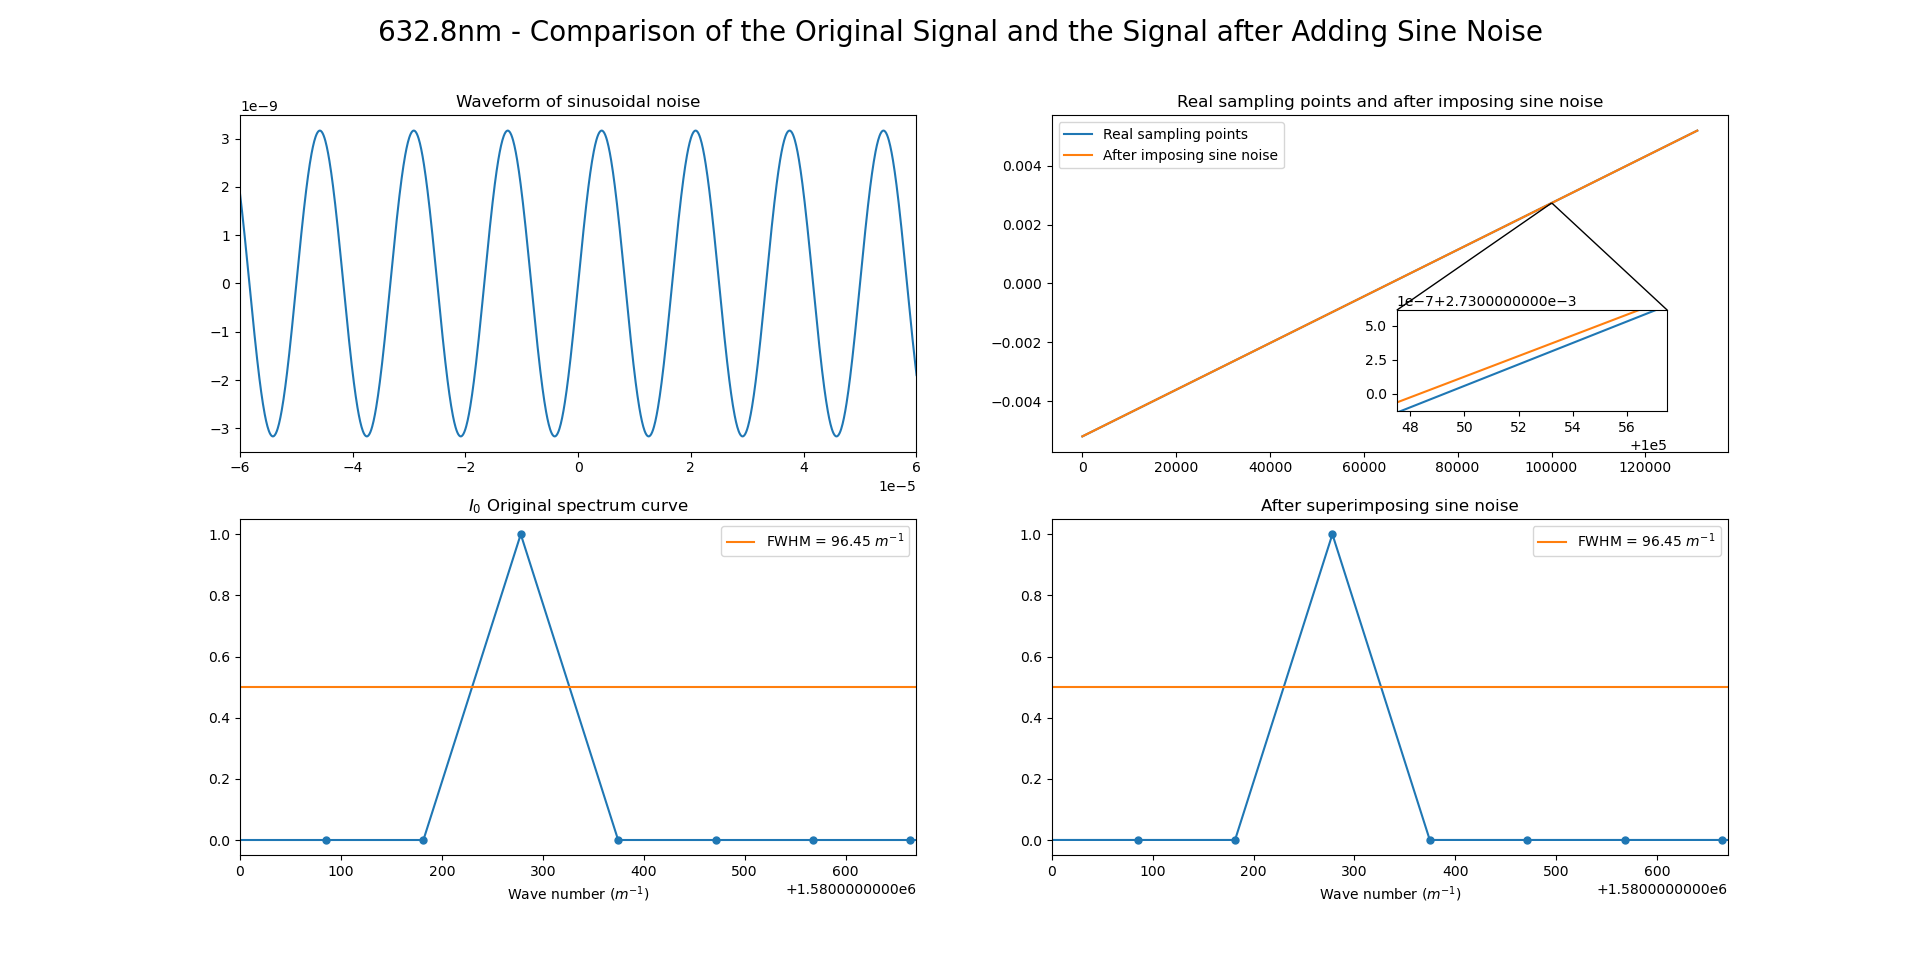 632.8nm - Comparison of the Original Signal and the Signal after Adding Sine Noise
Waveform of sinusoidal noise
1e−9
3
2
1
0
−1
−2
−3
−6 −4 −2 0 2 4 6
1e−5
Real sampling points and after imposing sine noise
Real sampling points
After imposing sine noise
0.004
0.002
0.000
−0.002
−0.004
1e−7+2.7300000000e−3
5.0
2.5
0.0
48 50 52 54 56
+1e5
0 20000 40000 60000 80000 100000 120000
I₀ Original spectrum curve
FWHM = 96.45 m⁻¹
1.0
0.8
0.6
0.4
0.2
0.0
0 100 200 300 400 500 600
+1.5800000000e6
Wave number (m⁻¹)
After superimposing sine noise
FWHM = 96.45 m⁻¹
1.0
0.8
0.6
0.4
0.2
0.0
0 100 200 300 400 500 600
+1.5800000000e6
Wave number (m⁻¹)